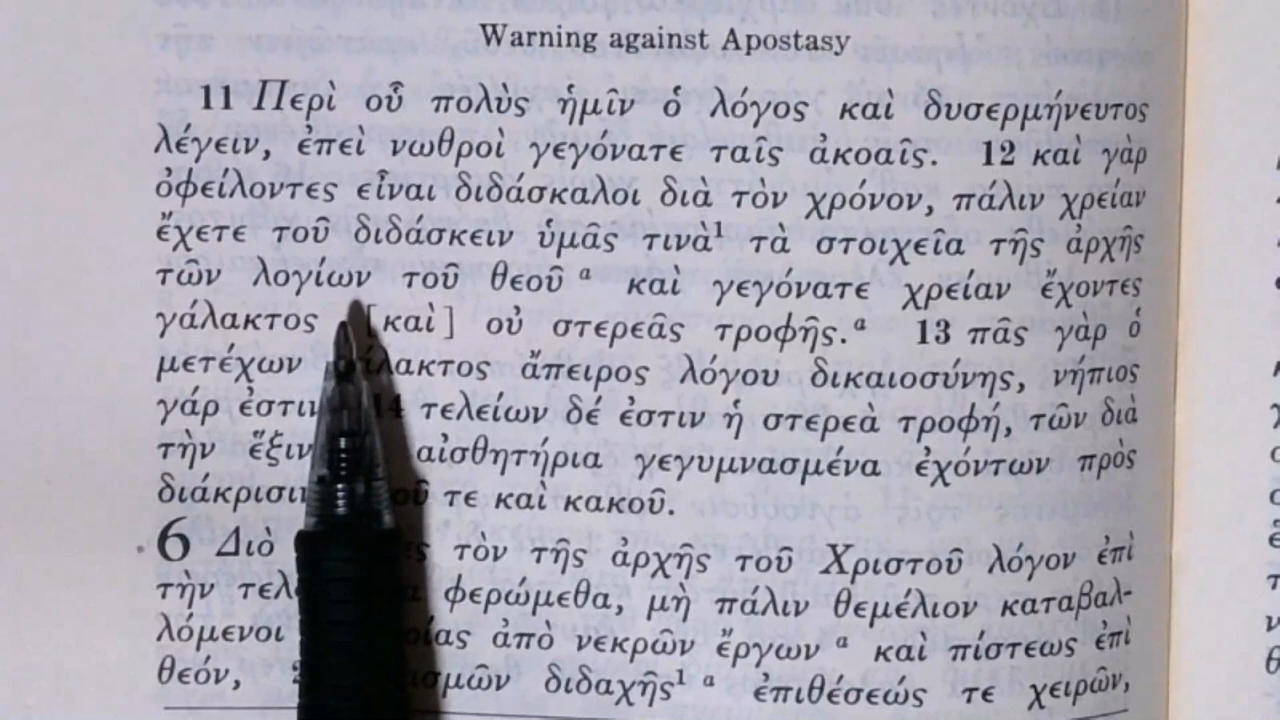 Warning against Apostasy
11 Περὶ οὗ πολὺς ἡμῖν ὁ λόγος καὶ δυσερμήνευτος
λέγειν, ἐπεὶ νωθροὶ γεγόνατε ταῖς ἀκοαῖς. 12 καὶ γὰρ
ὀφείλοντες εἶναι διδάσκαλοι διὰ τὸν χρόνον, πάλιν χρείαν
ἔχετε τοῦ διδάσκειν ὑμᾶς τινὰ¹ τὰ στοιχεῖα τῆς ἀρχῆς
τῶν λογίων τοῦ θεοῦ ᵃ καὶ γεγόνατε χρείαν ἔχοντες
γάλακτος [καὶ] οὐ στερεᾶς τροφῆς.ᵃ 13 πᾶς γὰρ ὁ
μετέχων ἄπειρος λόγου δικαιοσύνης, νήπιος
γάρ ἐστιν 14 τελείων δέ ἐστιν ἡ στερεὰ τροφή, τῶν διὰ
τὴν ἕξιν αἰσθητήρια γεγυμνασμένα ἐχόντων πρὸς
τε καὶ κακοῦ.
6 Διὸ τὸν τῆς ἀρχῆς τοῦ Χριστοῦ λόγον ἐπὶ
τὴν φερώμεθα, μὴ πάλιν θεμέλιον καταβαλ-
λόμενοι ἀπὸ νεκρῶν ἔργων ᵃ καὶ πίστεως ἐπὶ
θεόν, διδαχῆς¹ ᵃ ἐπιθέσεώς τε χειρῶν,